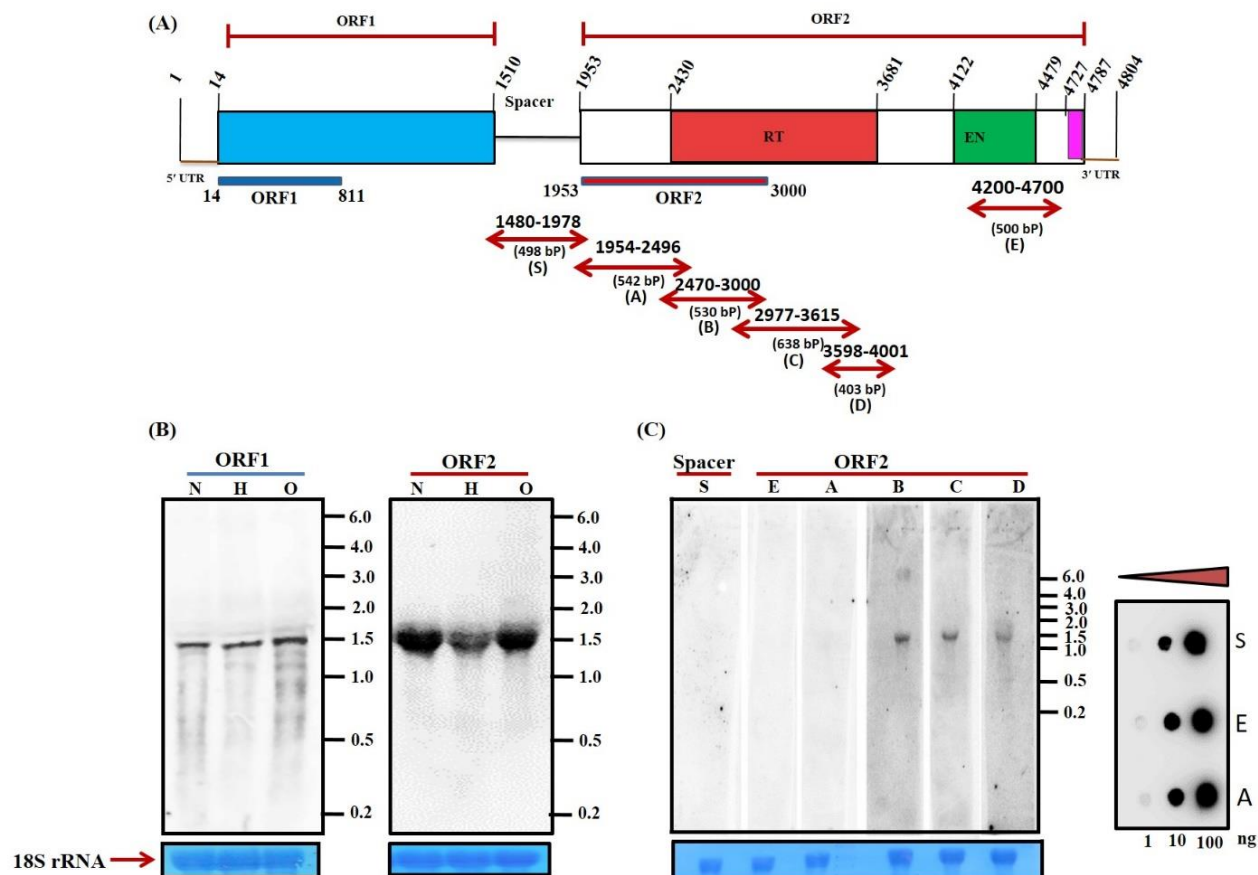 (A)
ORF1
ORF2
1
14
1510
1953
2430
3681
4122
4479
4727
4787
4804
Spacer
RT
EN
5' UTR
3' UTR
14
ORF1
811
1953
ORF2
3000
4200-4700
(500 bP)
(E)
1480-1978
(498 bP)
(S)
1954-2496
(542 bP)
(A)
2470-3000
(530 bP)
(B)
2977-3615
(638 bP)
(C)
3598-4001
(403 bP)
(D)
(B)
ORF1
N H O
6.0
4.0
3.0
2.0
1.5
1.0
0.5
0.2
ORF2
N H O
6.0
4.0
3.0
2.0
1.5
1.0
0.5
0.2
18S rRNA
(C)
Spacer ORF2
S E A B C D
6.0
4.0
3.0
2.0
1.5
1.0
0.5
0.2
S
E
A
1 10 100 ng